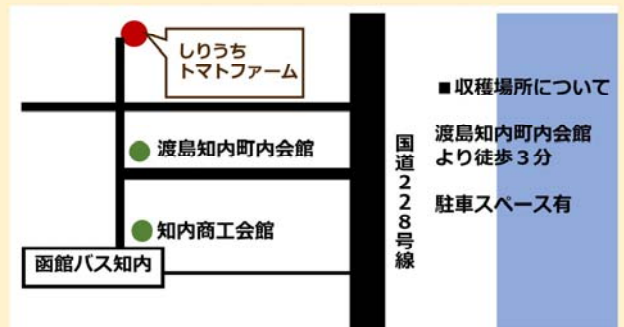 しりうち
トマトファーム
渡島知内町内会館
知内商工会館
函館バス知内
国道228号線
■収穫場所について
渡島知内町内会館
より徒歩3分
駐車スペース有